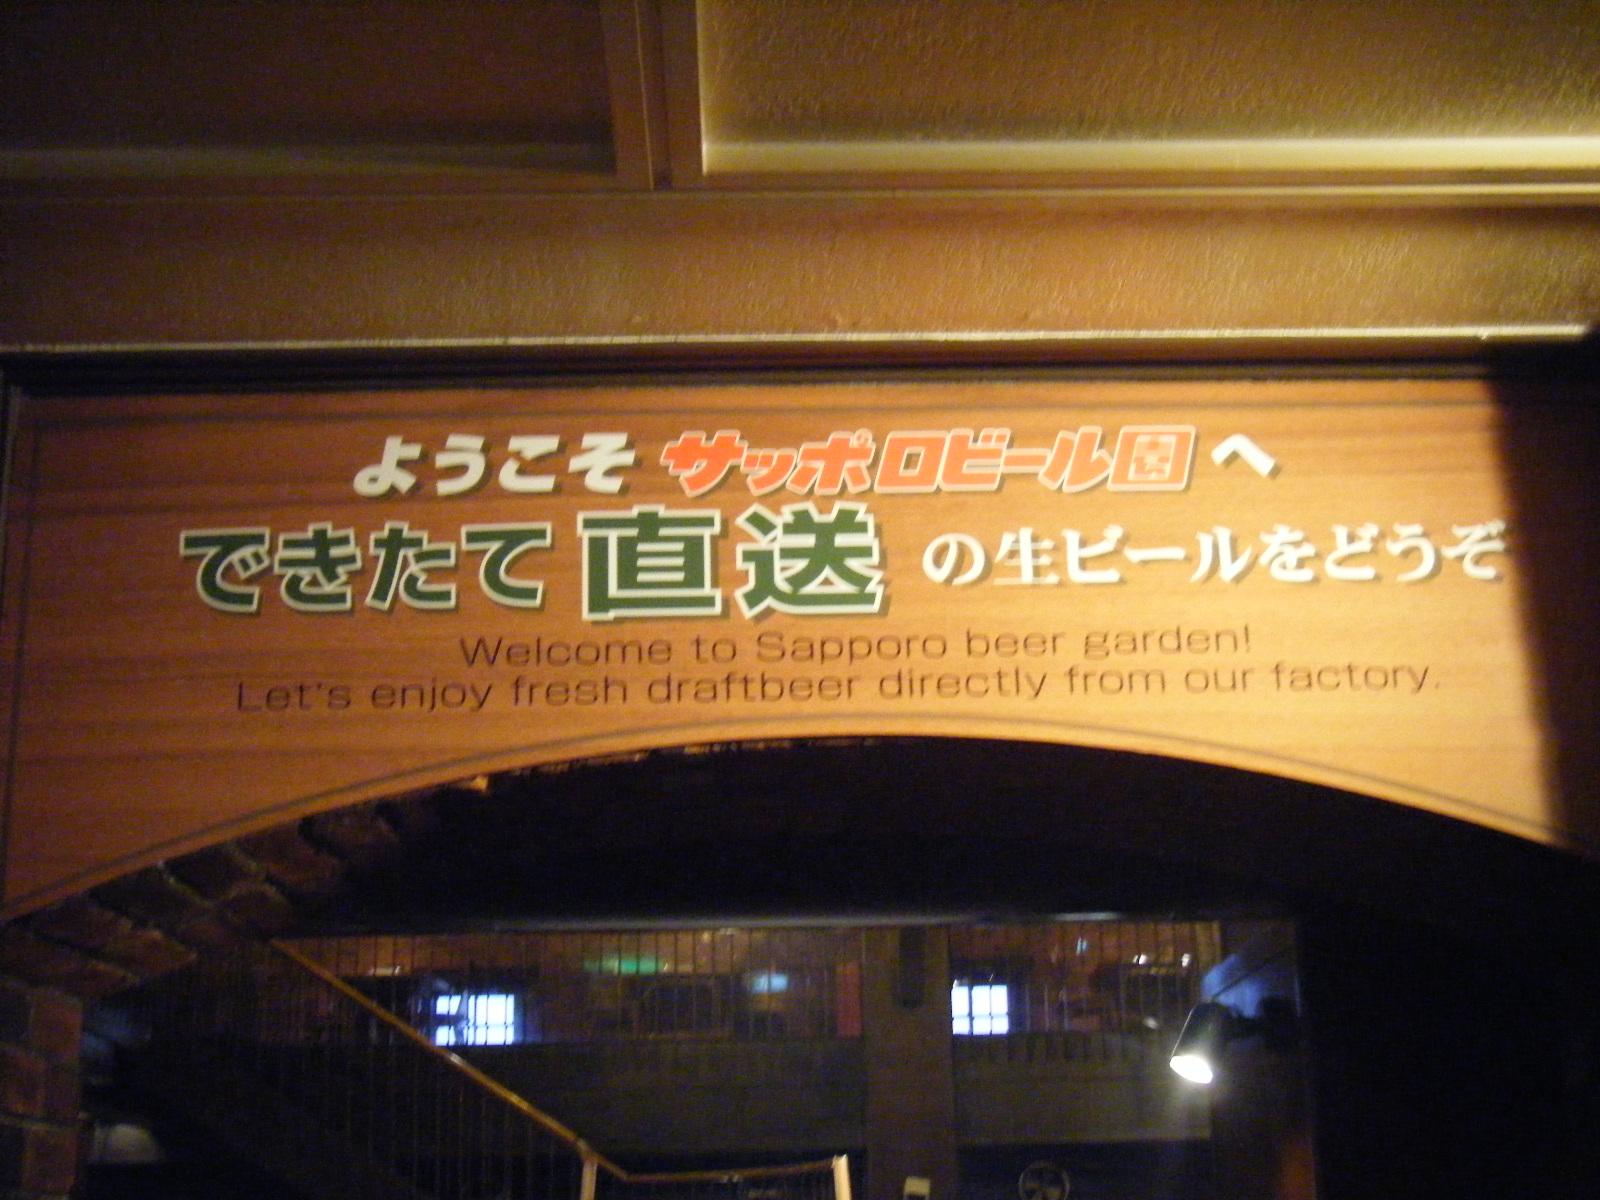 ようこそサッポロビール園へ
できたて直送の生ビールをどうぞ
Welcome to Sapporo beer garden!
Let's enjoy fresh draftbeer directly from our factory.